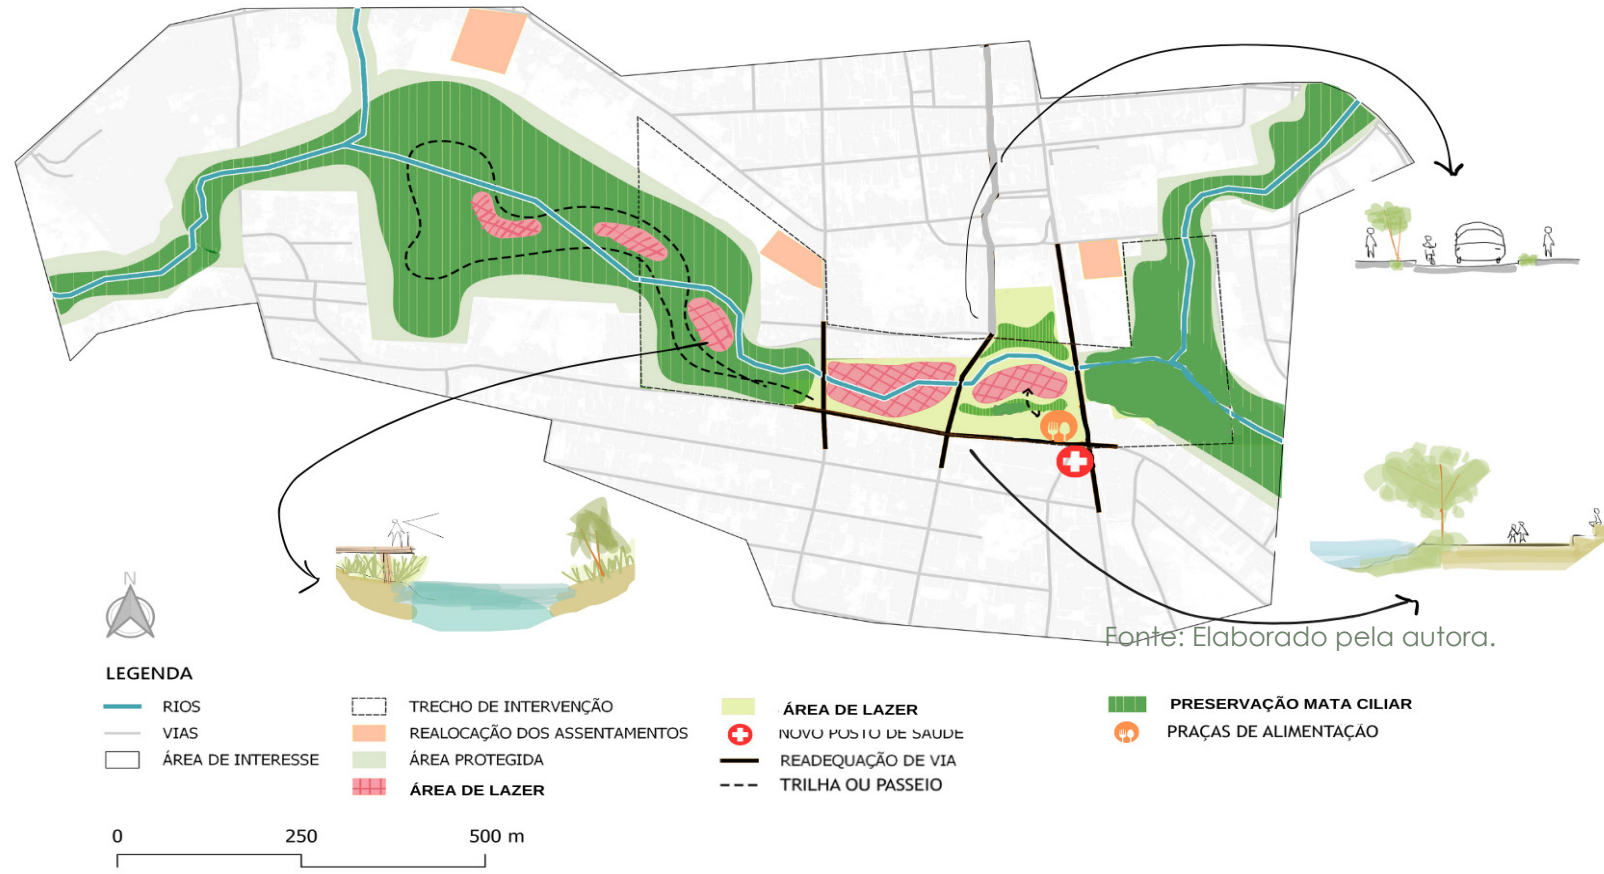 Fonte: Elaborado pela autora.
N
LEGENDA
RIOS
VIAS
ÁREA DE INTERESSE
TRECHO DE INTERVENÇÃO
REALOCAÇÃO DOS ASSENTAMENTOS
ÁREA PROTEGIDA
ÁREA DE LAZER
ÁREA DE LAZER
NOVO POSTO DE SAÚDE
READEQUAÇÃO DE VIA
TRILHA OU PASSEIO
PRESERVAÇÃO MATA CILIAR
PRAÇAS DE ALIMENTAÇÃO
0 250 500 m